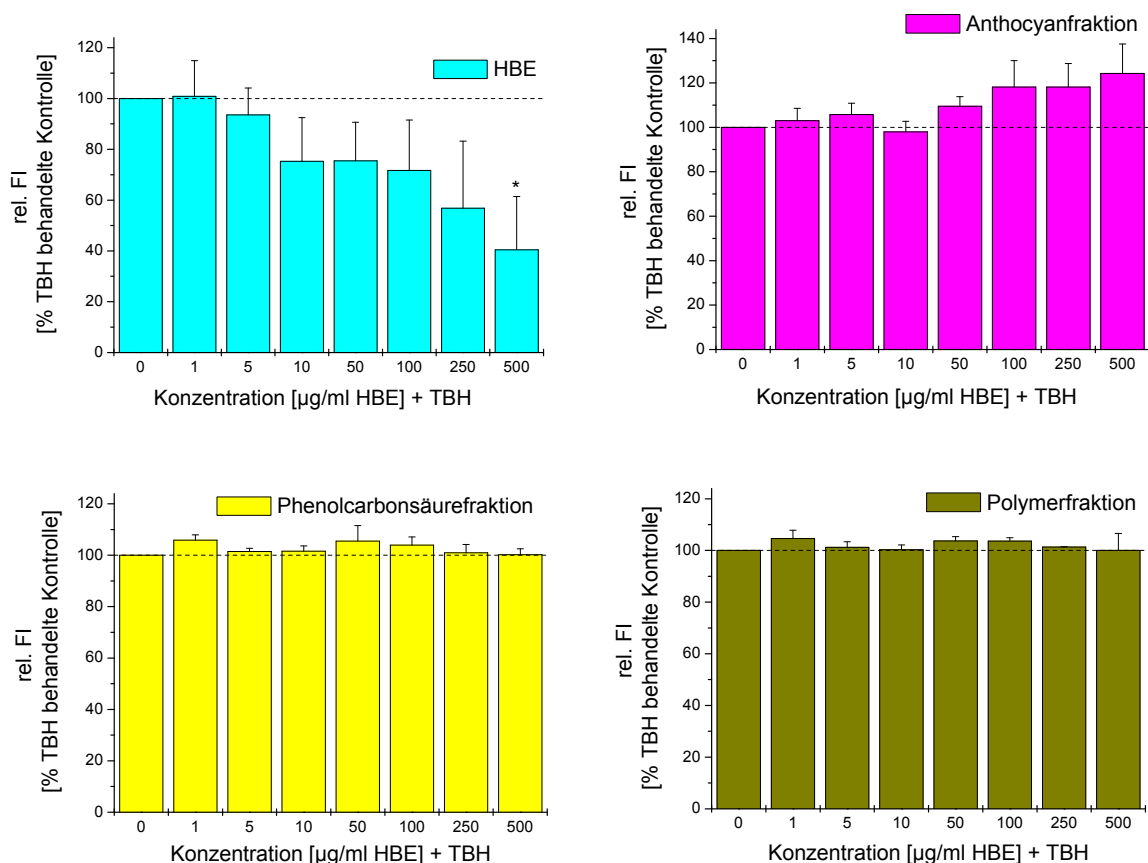 HBE
120
100
80
60
40
20
0
rel. FI
[% TBH behandelte Kontrolle]
*
0 1 5 10 50 100 250 500
Konzentration [µg/ml HBE] + TBH
Anthocyanfraktion
140
120
100
80
60
40
20
0
rel. FI
[% TBH behandelte Kontrolle]
0 1 5 10 50 100 250 500
Konzentration [µg/ml HBE] + TBH
Phenolcarbonsäurefraktion
120
100
80
60
40
20
0
rel. FI
[% TBH behandelte Kontrolle]
0 1 5 10 50 100 250 500
Konzentration [µg/ml HBE] + TBH
Polymerfraktion
120
100
80
60
40
20
0
rel. FI
[% TBH behandelte Kontrolle]
0 1 5 10 50 100 250 500
Konzentration [µg/ml HBE] + TBH